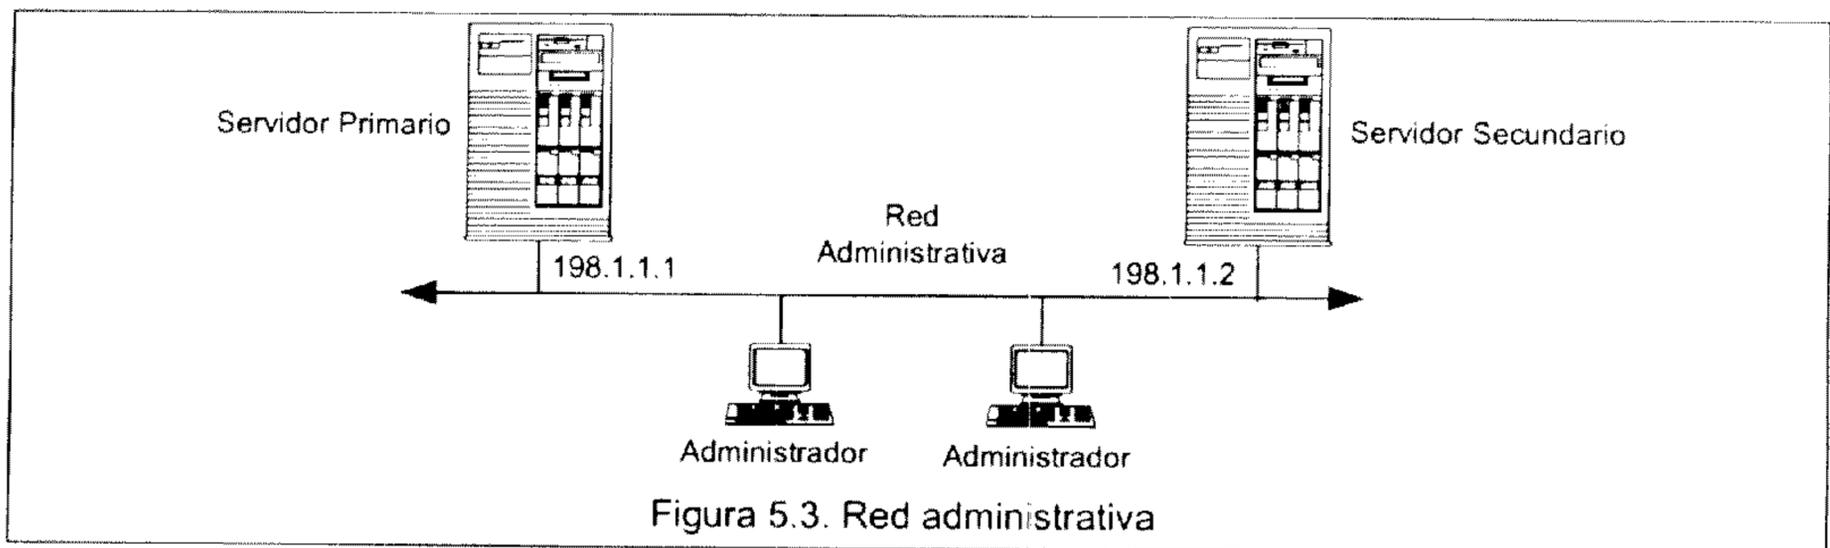 Servidor Primario
Servidor Secundario
Red
Administrativa
198.1.1.1
198.1.1.2
Administrador
Administrador
Figura 5.3. Red administrativa